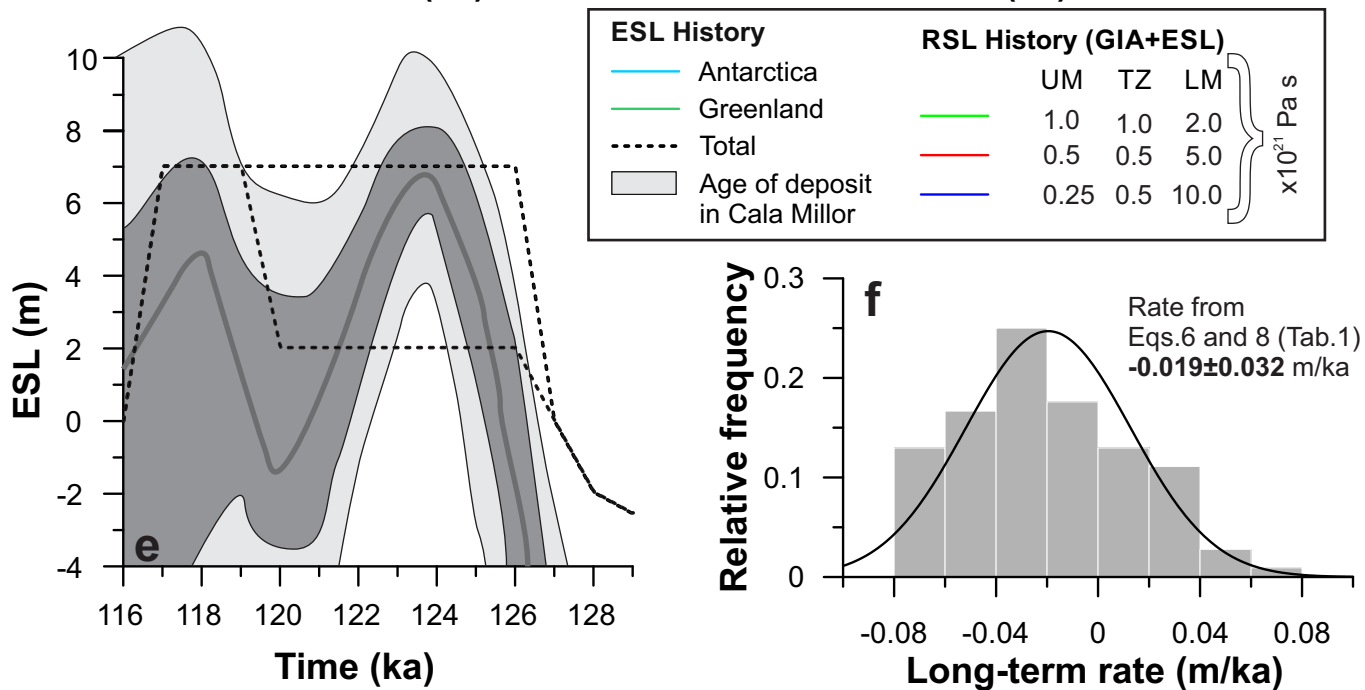 ESL History
Antarctica
Greenland
Total
Age of deposit
in Cala Millor
RSL History (GIA+ESL)
UM TZ LM
1.0 1.0 2.0
0.5 0.5 5.0
0.25 0.5 10.0
x10²¹ Pa s
10
8
6
4
2
0
-2
-4
ESL (m)
e
116 118 120 122 124 126 128
Time (ka)
f
Rate from
Eqs.6 and 8 (Tab.1)
-0.019±0.032 m/ka
0.3
0.2
0.1
0
Relative frequency
-0.08 -0.04 0 0.04 0.08
Long-term rate (m/ka)